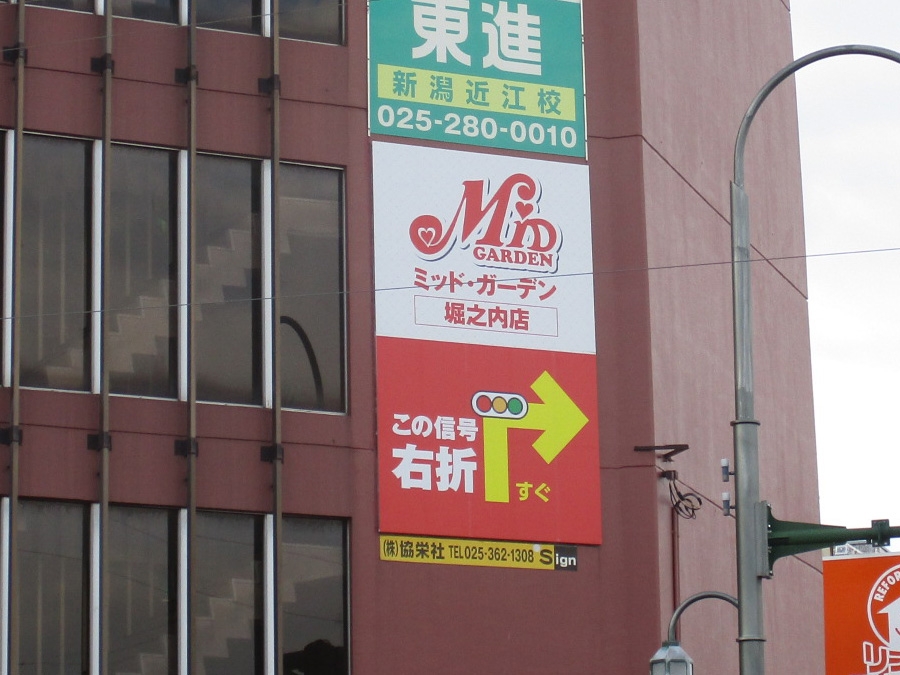 東進
新潟近江校
025-280-0010
MID
GARDEN
ミッド・ガーデン
堀之内店
この信号
右折
すぐ
(株)協栄社 TEL025-362-1308 Sign
REFOR